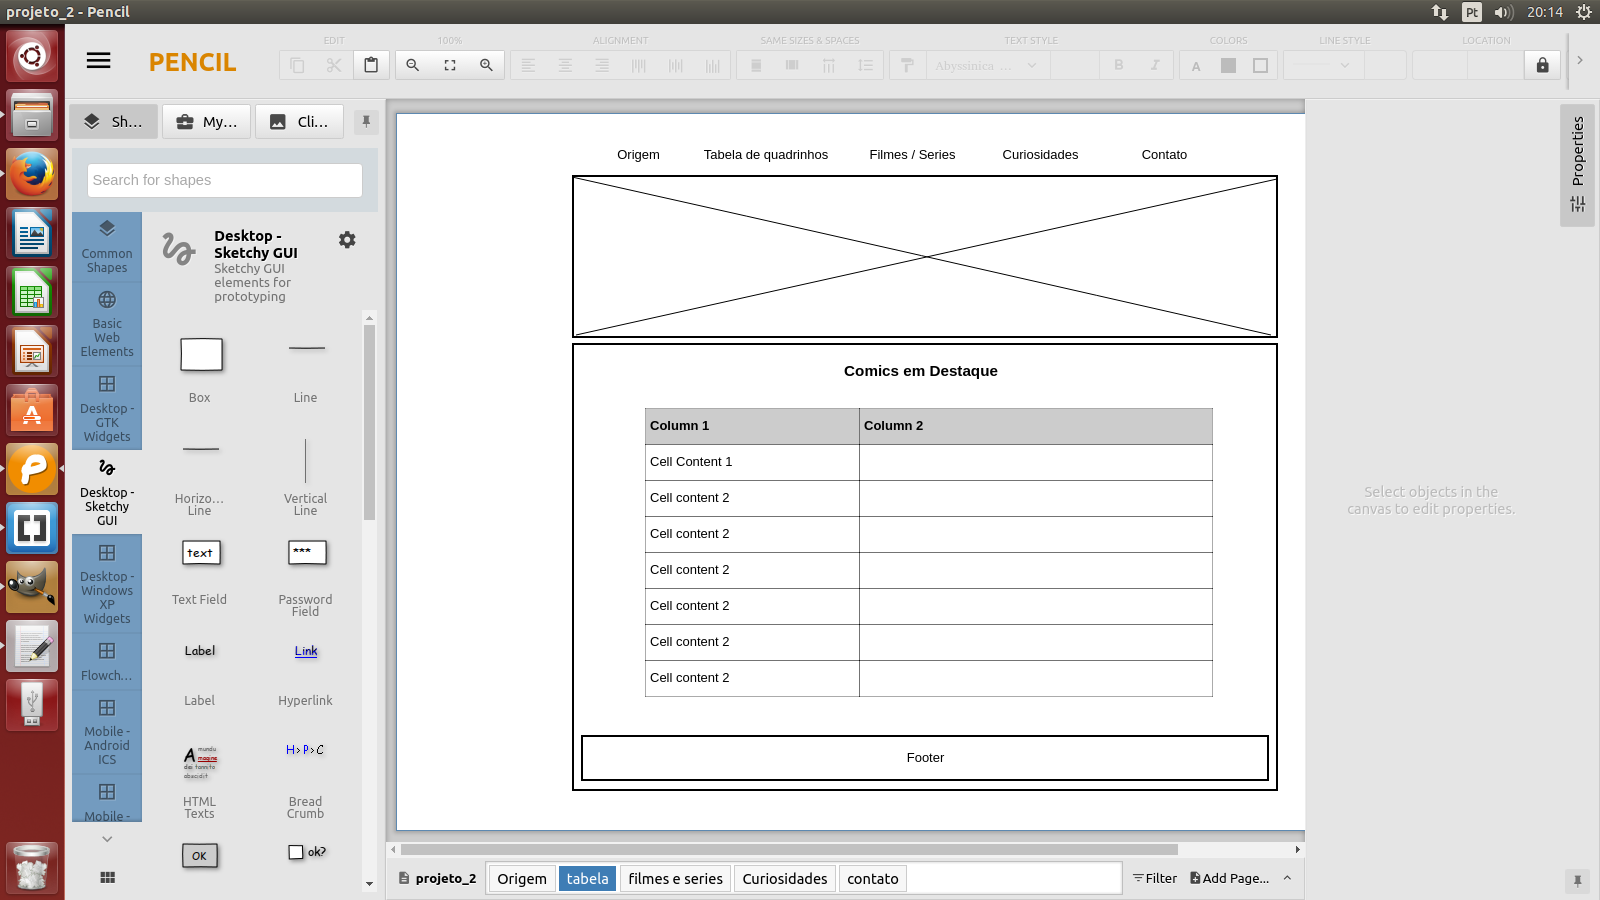 projeto_2 - Pencil
Pt
20:14
PENCIL
EDIT
100%
ALIGNMENT
SAME SIZES & SPACES
TEXT STYLE
COLORS
LINE STYLE
LOCATION
Abyssinica ...
B
I
A
Sh...
My...
Cli...
Search for shapes
Common
Shapes
Basic
Web
Elements
Desktop -
GTK
Widgets
Desktop -
Sketchy
GUI
Desktop -
Windows
XP
Widgets
Flowch...
Mobile -
Android
ICS
Mobile -
Desktop -
Sketchy GUI
Sketchy GUI
elements for
prototyping
Box
Line
Horizo...
Line
Vertical
Line
text
***
Text Field
Password
Field
Label
Link
Label
Hyperlink
A
mundu
imagine
H>P>C
HTML
Texts
Bread
Crumb
OK
ok?
Origem
Tabela de quadrinhos
Filmes / Series
Curiosidades
Contato
Comics em Destaque
Column 1
Column 2
Cell Content 1
Cell content 2
Cell content 2
Cell content 2
Cell content 2
Cell content 2
Cell content 2
Footer
Properties
Select objects in the
canvas to edit properties.
projeto_2
Origem
tabela
filmes e series
Curiosidades
contato
Filter
Add Page...